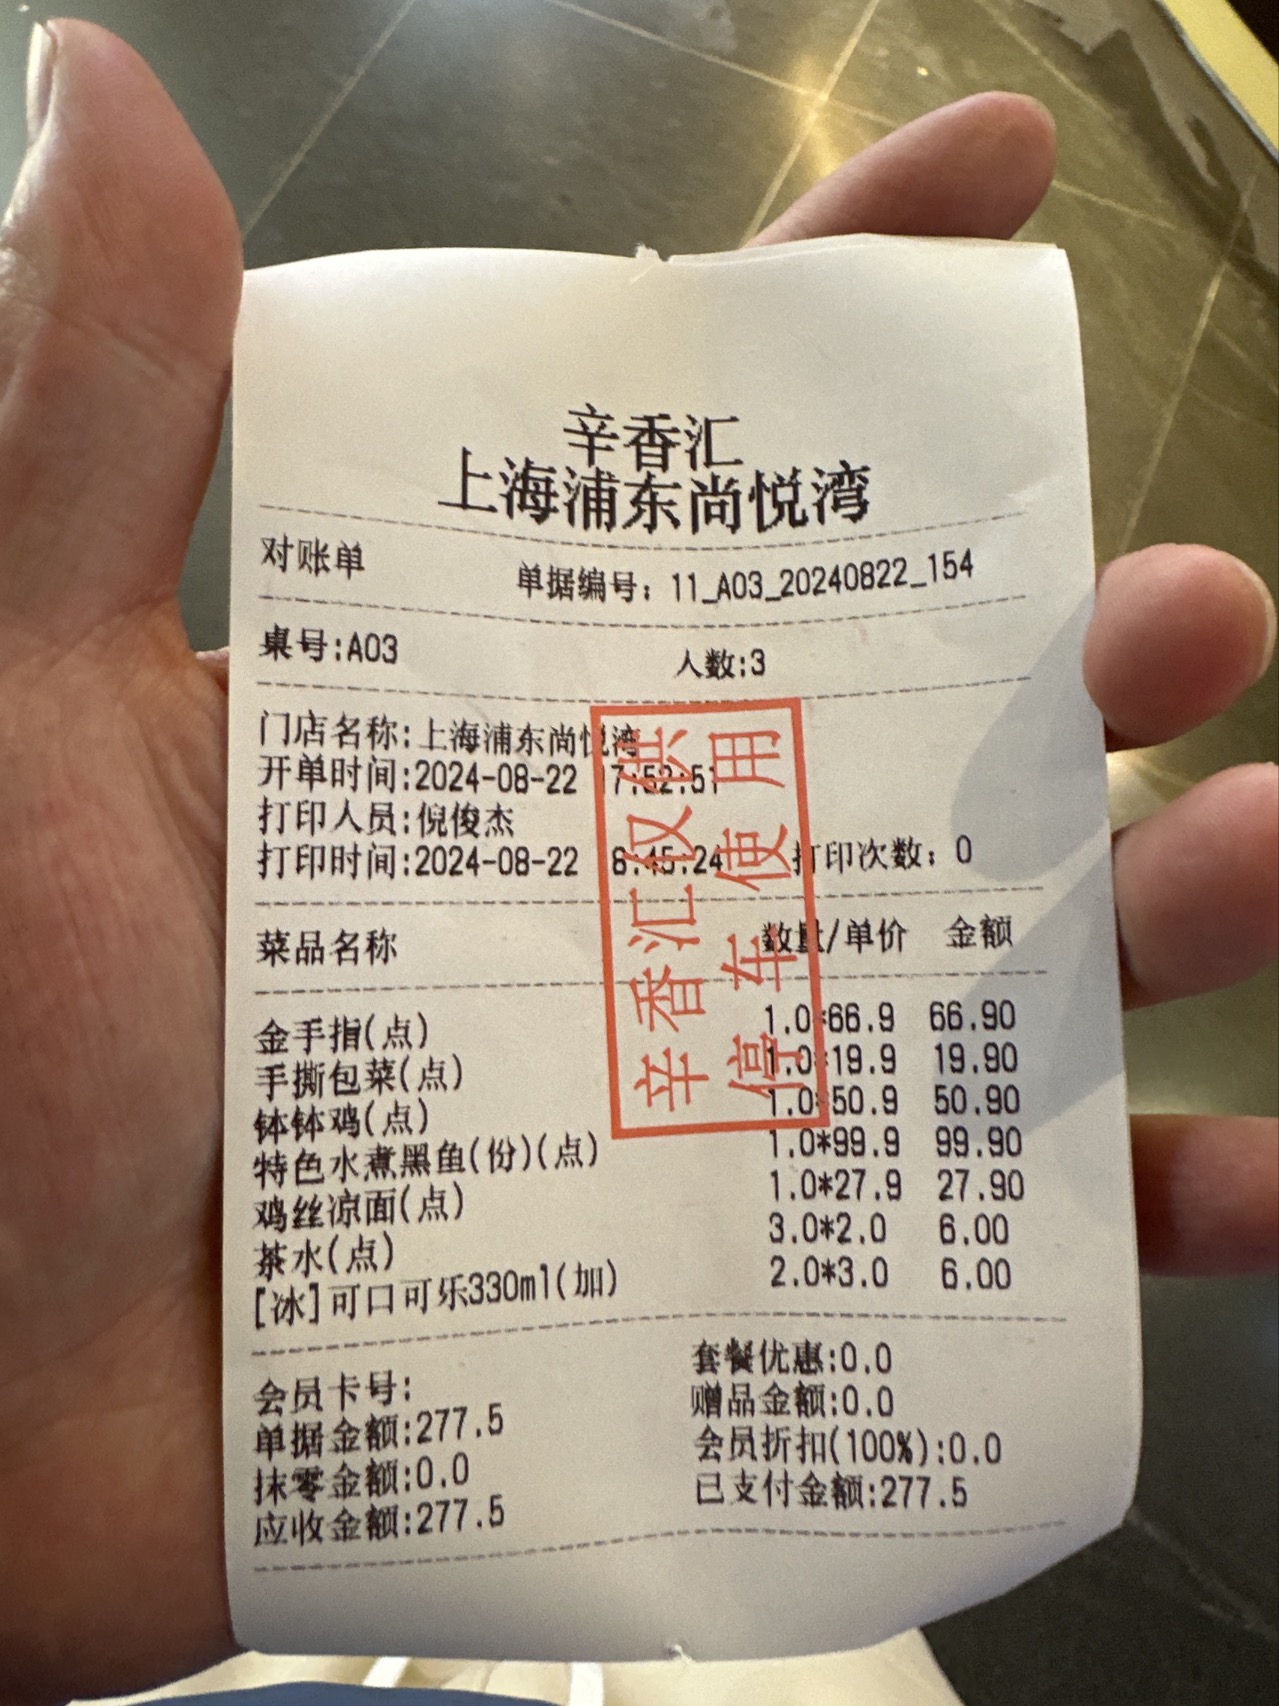 辛香汇
上海浦东尚悦湾
对账单 单据编号：11_A03_20240822_154
桌号:A03 人数:3
门店名称:上海浦东尚悦湾
开单时间:2024-08-22 17:52:51
打印人员:倪俊杰
打印时间:2024-08-22 18:45:24 打印次数：0
菜品名称 数量/单价 金额
金手指(点) 1.0*66.9 66.90
手撕包菜(点) 1.0*19.9 19.90
钵钵鸡(点) 1.0*50.9 50.90
特色水煮黑鱼(份)(点) 1.0*99.9 99.90
鸡丝凉面(点) 1.0*27.9 27.90
茶水(点) 3.0*2.0 6.00
[冰]可口可乐330ml(加) 2.0*3.0 6.00
会员卡号: 套餐优惠:0.0
单据金额:277.5 赠品金额:0.0
抹零金额:0.0 会员折扣(100%):0.0
应收金额:277.5 已支付金额:277.5
辛香汇仅供
停车使用